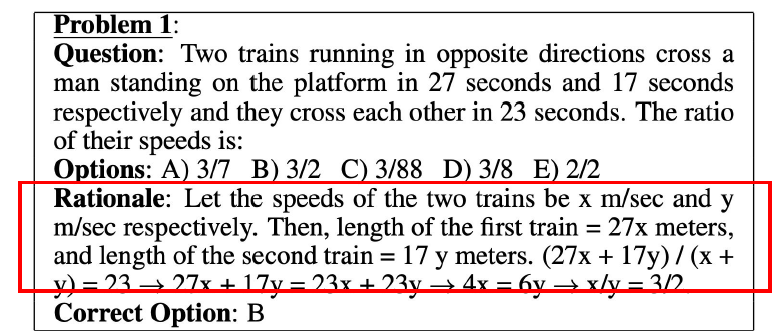 Problem 1:
Question: Two trains running in opposite directions cross a
man standing on the platform in 27 seconds and 17 seconds
respectively and they cross each other in 23 seconds. The ratio
of their speeds is:
Options: A) 3/7 B) 3/2 C) 3/88 D) 3/8 E) 2/2
Rationale: Let the speeds of the two trains be x m/sec and y
m/sec respectively. Then, length of the first train = 27x meters,
and length of the second train = 17 y meters. (27x + 17y) / (x +
y) = 23 → 27x + 17y = 23x + 23y → 4x = 6y → x/y = 3/2.
Correct Option: B